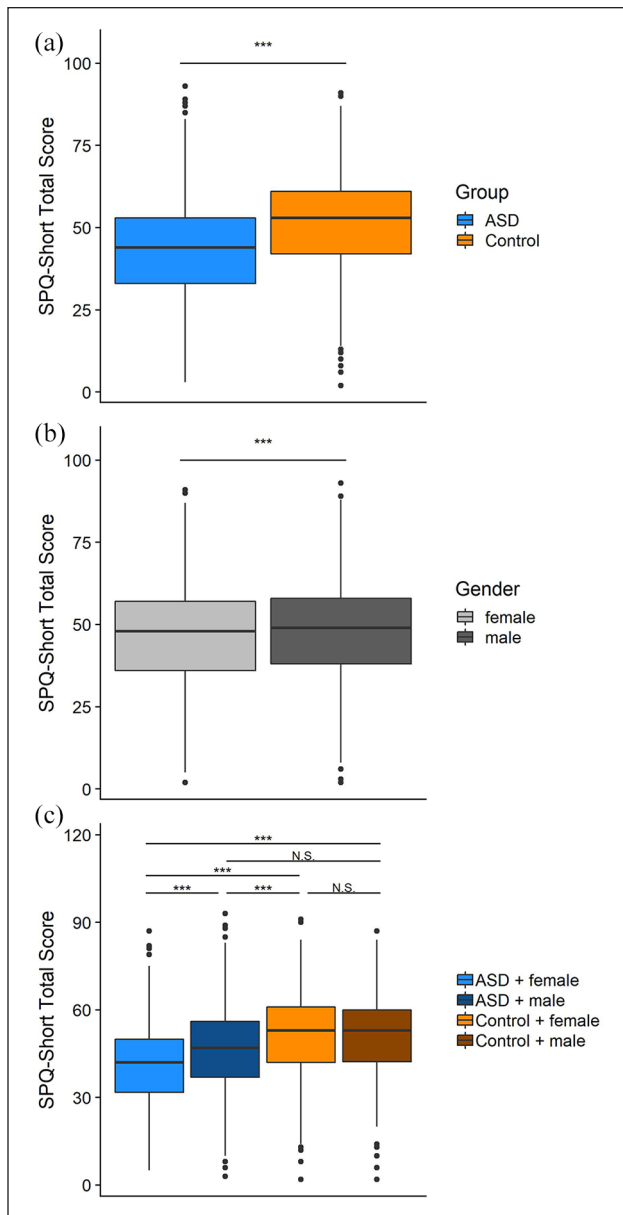 (a)
***
100
75
50
25
0
SPQ-Short Total Score
Group
ASD
Control
(b)
***
100
75
50
25
0
SPQ-Short Total Score
Gender
female
male
(c)
***
N.S.
***
*** *** N.S.
120
90
60
30
0
SPQ-Short Total Score
ASD + female
ASD + male
Control + female
Control + male